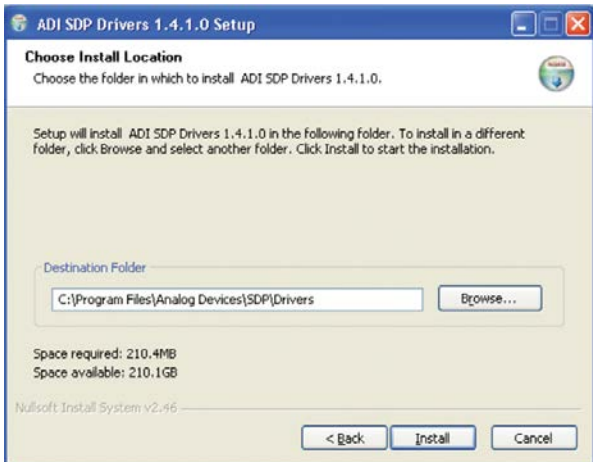 ADI SDP Drivers 1.4.1.0 Setup
Choose Install Location
Choose the folder in which to install ADI SDP Drivers 1.4.1.0.
Setup will install ADI SDP Drivers 1.4.1.0 in the following folder. To install in a different
folder, click Browse and select another folder. Click Install to start the installation.
Destination Folder
C:\Program Files\Analog Devices\SDP\Drivers
Browse...
Space required: 210.4MB
Space available: 210.1GB
Nullsoft Install System v2.46
< Back Install Cancel